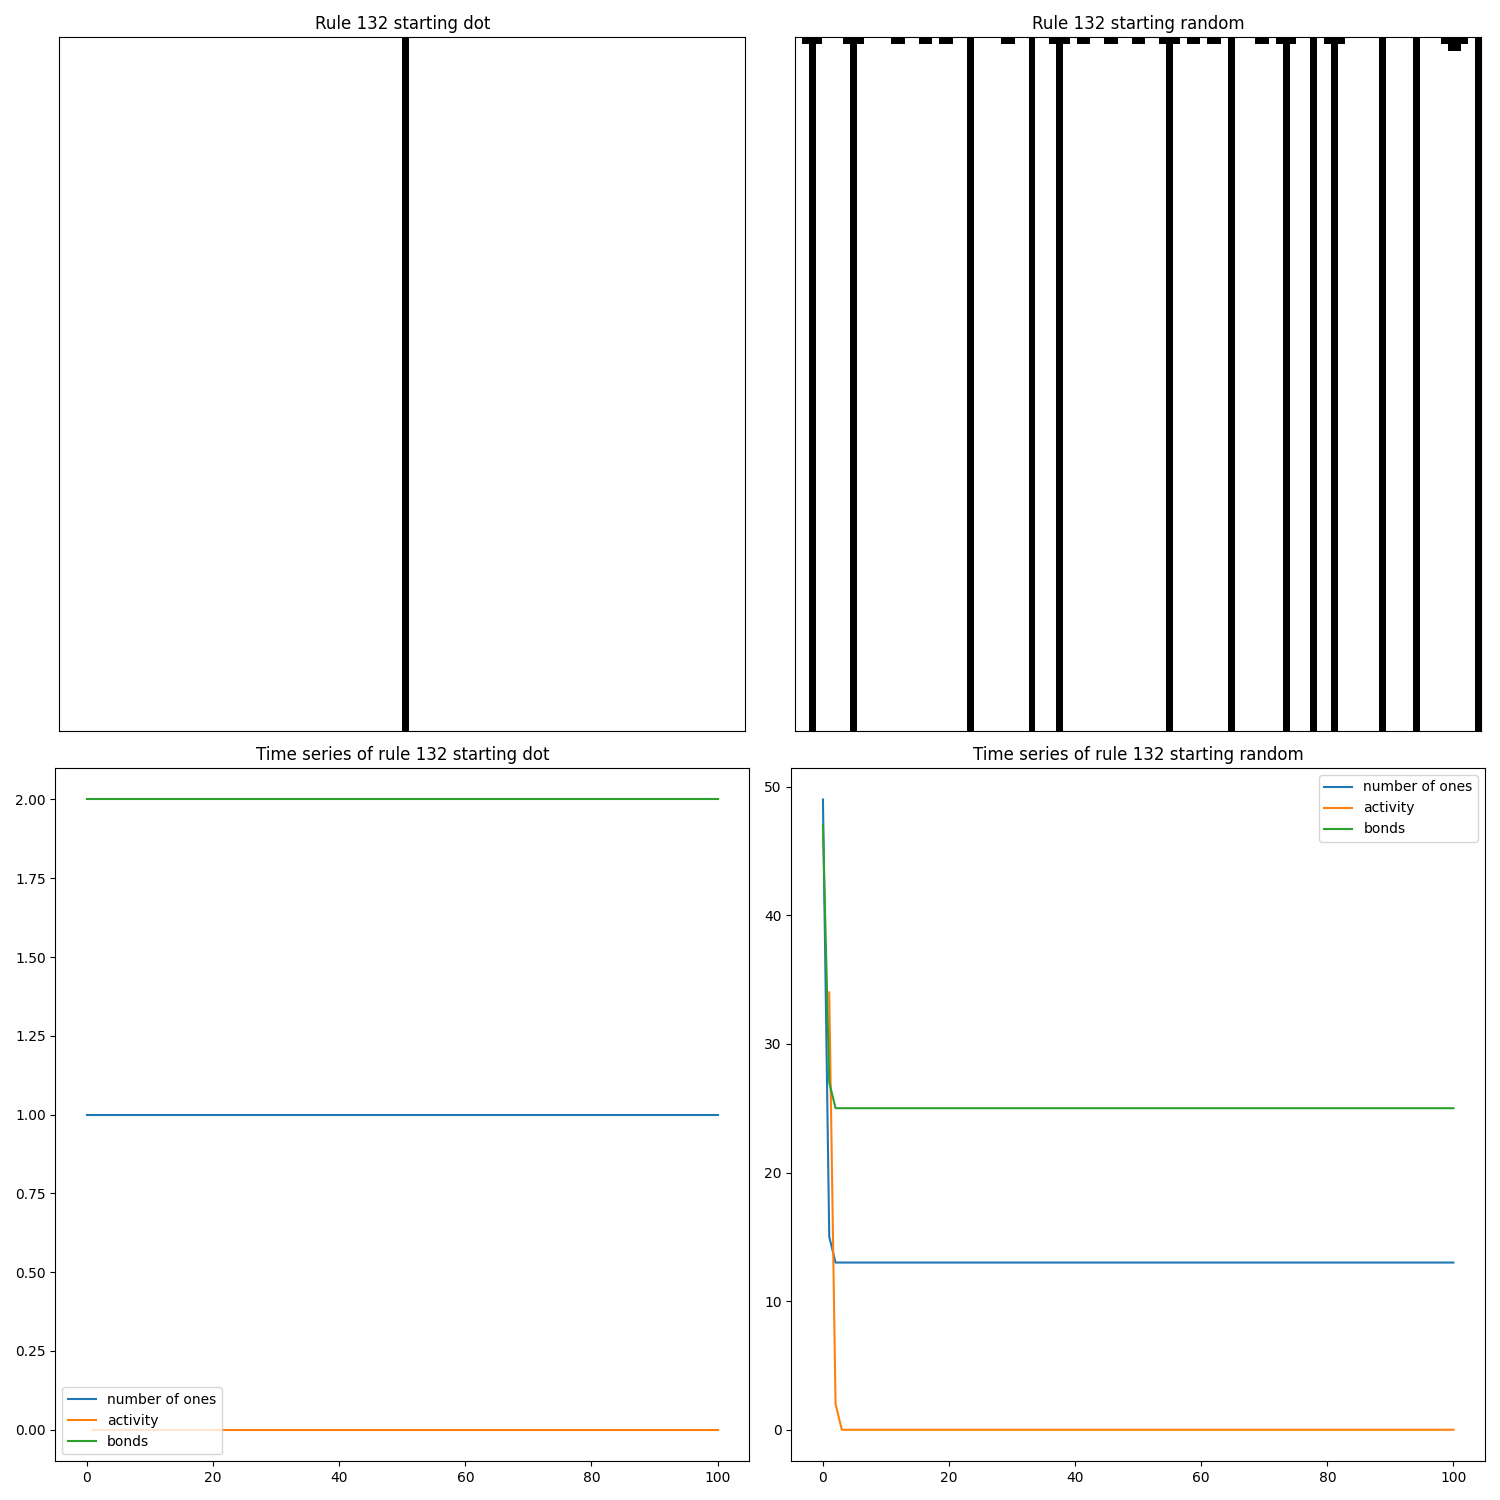 Rule 132 starting dot
Rule 132 starting random
Time series of rule 132 starting dot
2.00
1.75
1.50
1.25
1.00
0.75
0.50
0.25
0.00
number of ones
activity
bonds
0
20
40
60
80
100
Time series of rule 132 starting random
50
40
30
20
10
0
number of ones
activity
bonds
0
20
40
60
80
100